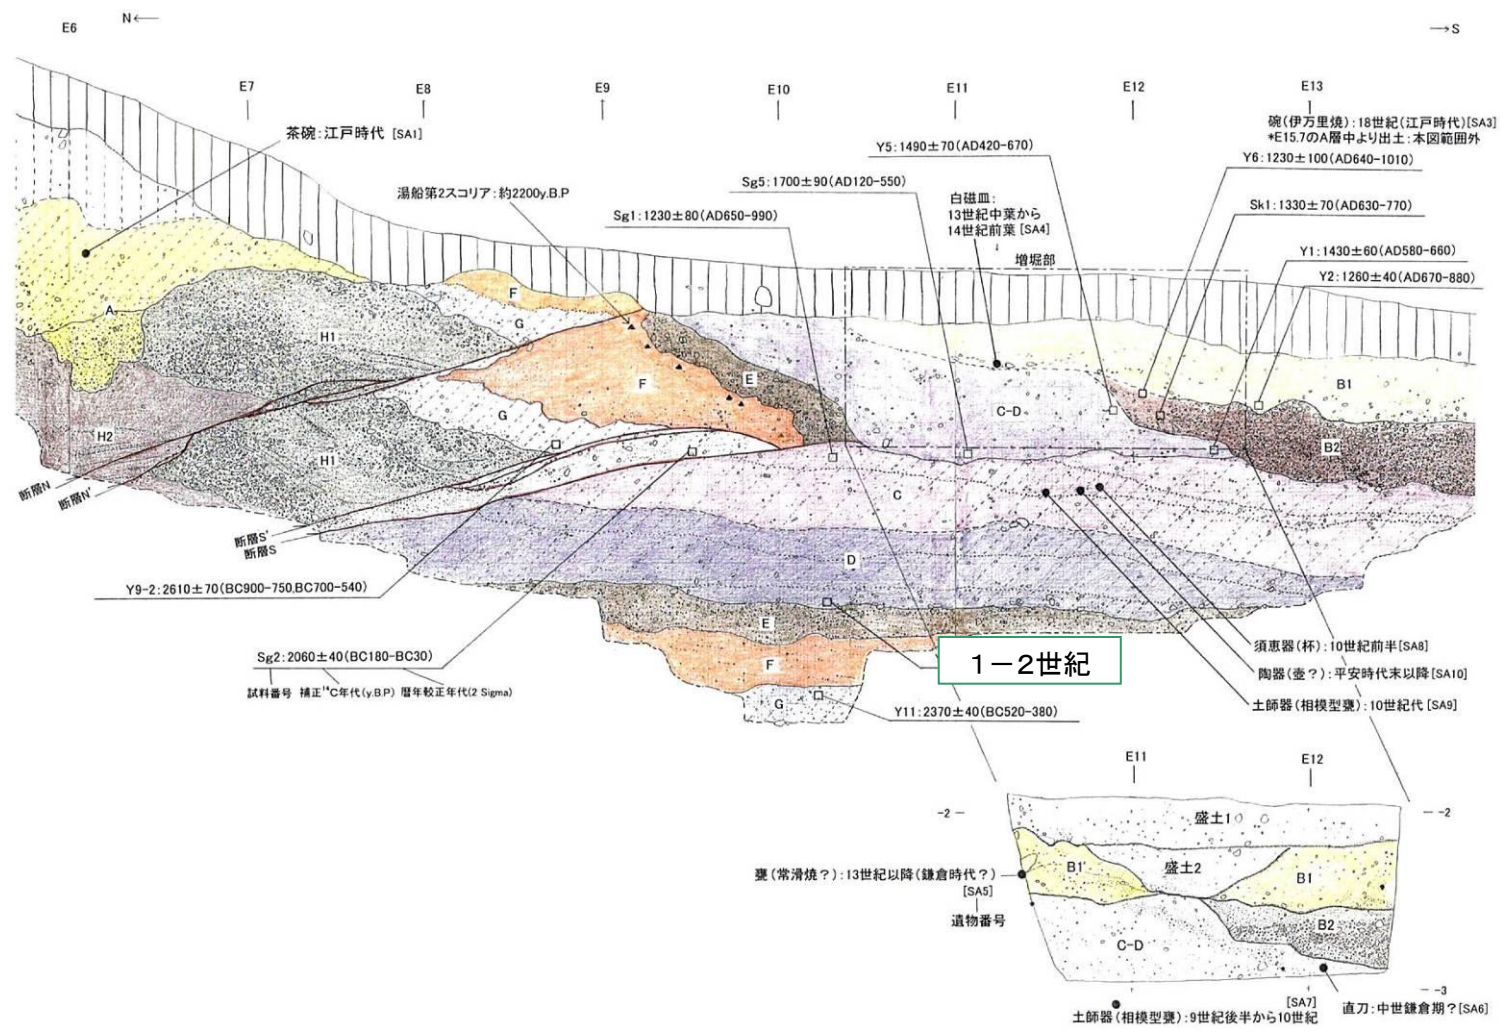 N←
→S
E6
E7
E8
E9
E10
E11
E12
E13
茶碗：江戸時代 [SA1]
湯船第2スコリア：約2200y.B.P
Sg1：1230±80(AD650-990)
Sg5：1700±90(AD120-550)
Y5：1490±70(AD420-670)
白磁皿：
13世紀中葉から
14世紀前葉 [SA4]
増堀部
碗(伊万里焼)：18世紀(江戸時代)[SA3]
*E15.7のA層中より出土：本図範囲外
Y6：1230±100(AD640-1010)
Sk1：1330±70(AD630-770)
Y1：1430±60(AD580-660)
Y2：1260±40(AD670-880)
A
H1
H2
H1
F
G
F
G
E
C-D
B1
B2
C
D
E
F
G
断層N
断層N'
断層S'
断層S
Y9-2：2610±70(BC900-750,BC700-540)
Sg2：2060±40(BC180-BC30)
試料番号 補正¹⁴C年代(y.B.P) 暦年較正年代(2 Sigma)
1－2世紀
Y11：2370±40(BC520-380)
須恵器(杯)：10世紀前半[SA8]
陶器(壺？)：平安時代末以降[SA10]
土師器(相模型甕)：10世紀代 [SA9]
E11
E12
-2
-2
盛土1
B1'
盛土2
B1
B2
C-D
甕(常滑焼？)：13世紀以降(鎌倉時代？)
[SA5]
遺物番号
-3
[SA7]
土師器(相模型甕)：9世紀後半から10世紀
直刀：中世鎌倉期？[SA6]